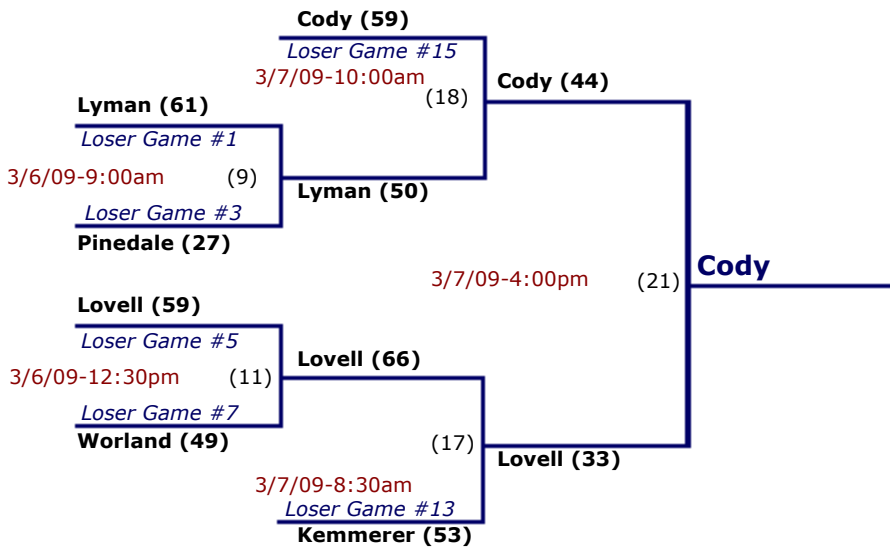 Cody (59)
Loser Game #15
3/7/09-10:00am
(18)
Cody (44)
Lyman (61)
Loser Game #1
3/6/09-9:00am
(9)
Lyman (50)
Loser Game #3
Pinedale (27)
3/7/09-4:00pm
(21)
Cody
Lovell (59)
Loser Game #5
3/6/09-12:30pm
(11)
Lovell (66)
Loser Game #7
Worland (49)
(17)
Lovell (33)
3/7/09-8:30am
Loser Game #13
Kemmerer (53)